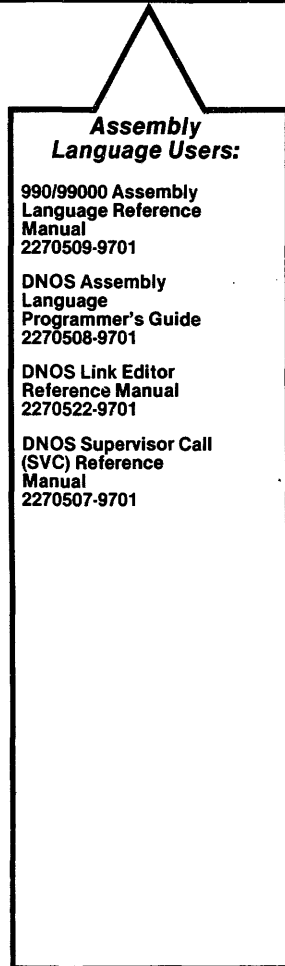 Assembly
Language Users:
990/99000 Assembly
Language Reference
Manual
2270509-9701
DNOS Assembly
Language
Programmer's Guide
2270508-9701
DNOS Link Editor
Reference Manual
2270522-9701
DNOS Supervisor Call
(SVC) Reference
Manual
2270507-9701